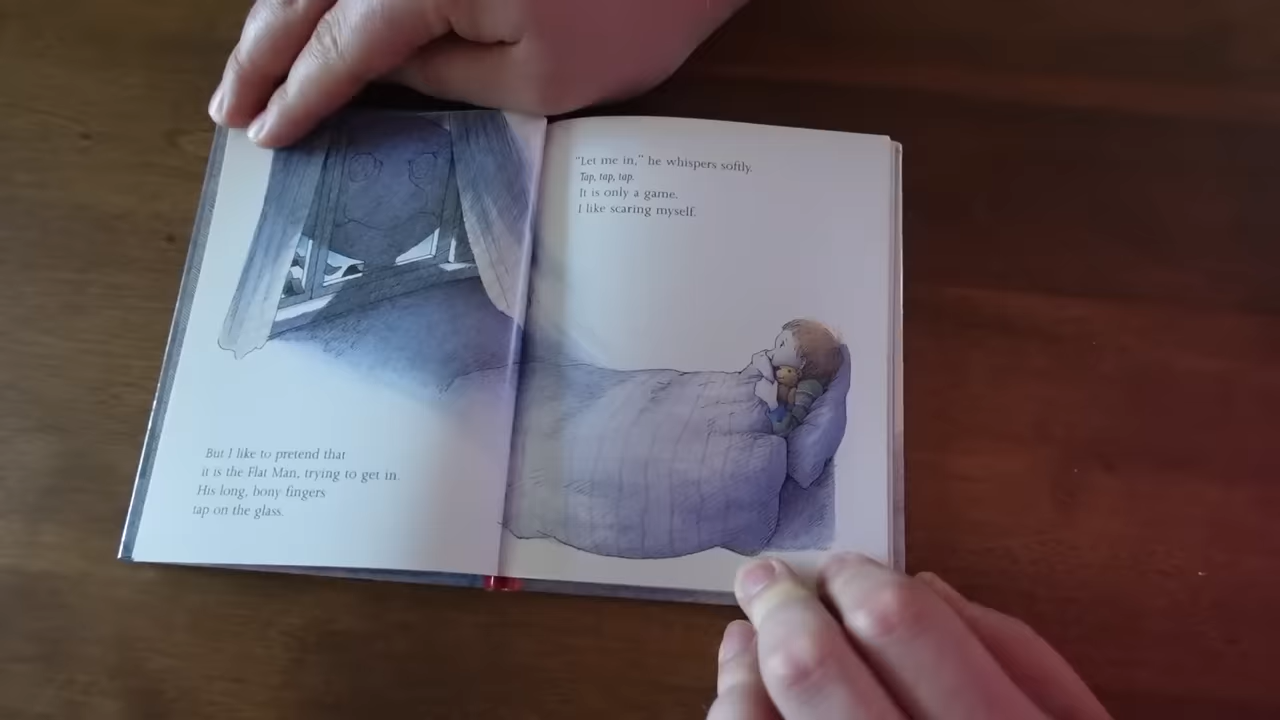 But I like to pretend that
it is the Flat Man, trying to get in.
His long, bony fingers
tap on the glass.
“Let me in,” he whispers softly.
Tap, tap, tap.
It is only a game.
I like scaring myself.